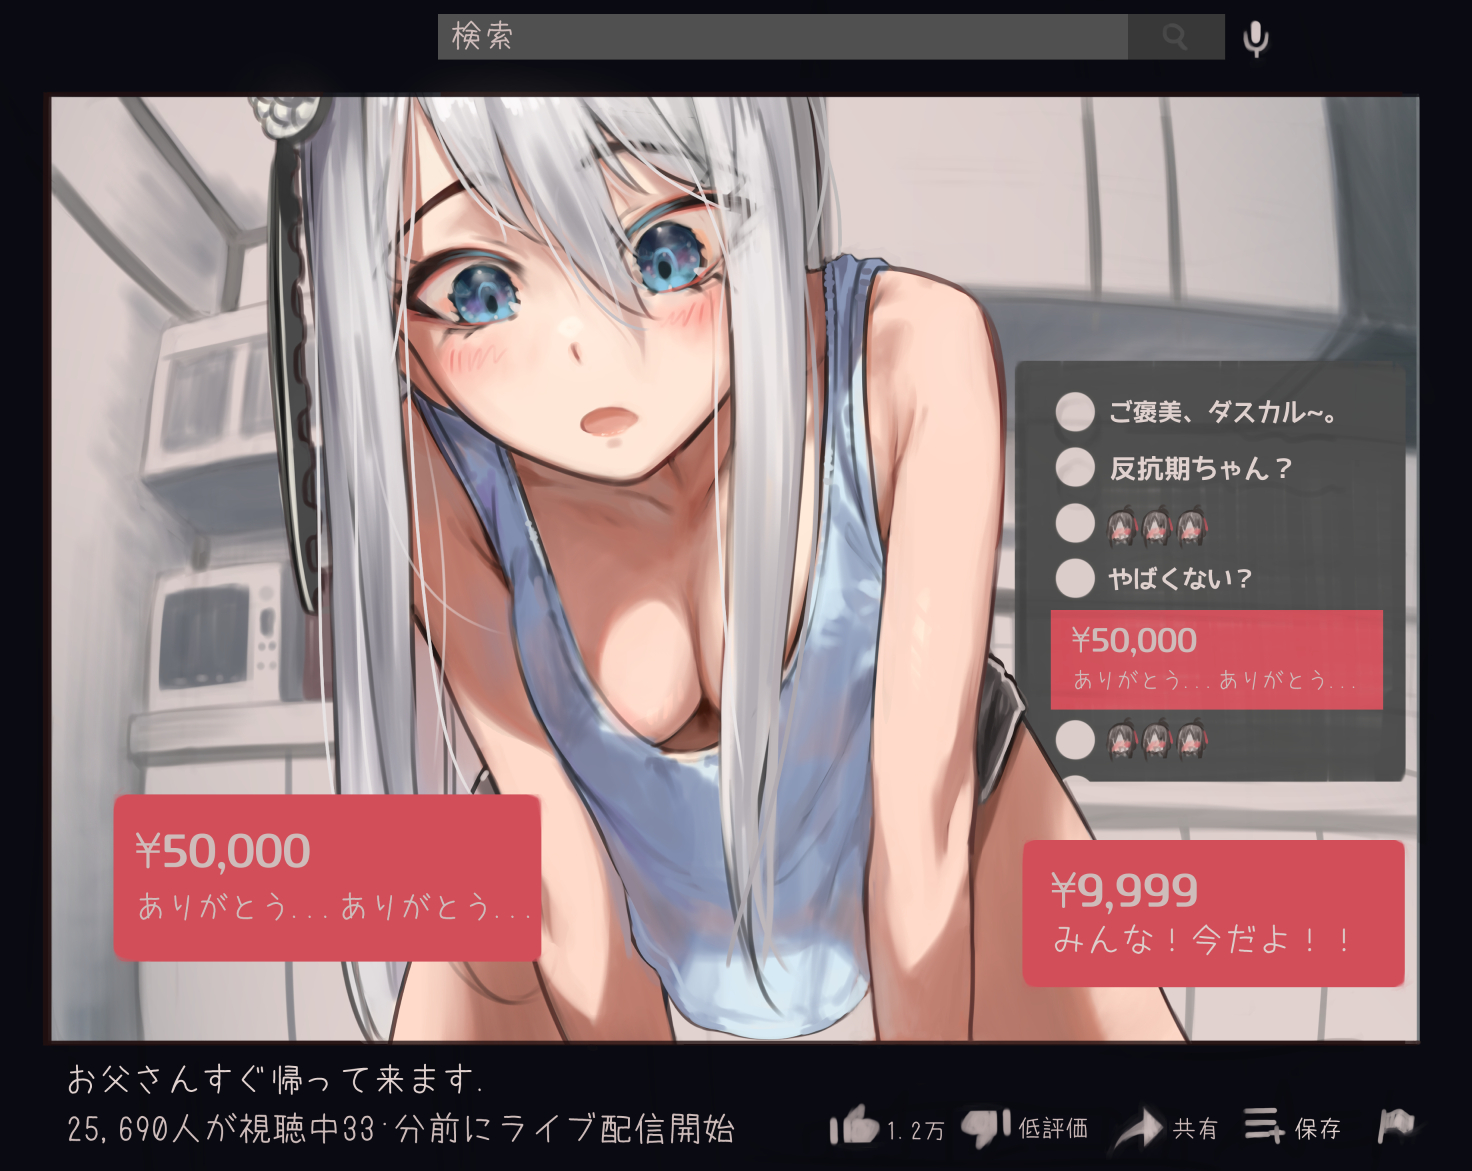 検索
ご褒美、ダスカル~。
反抗期ちゃん？
やばくない？
¥50,000
ありがとう...ありがとう...
¥50,000
ありがとう...ありがとう...
¥9,999
みんな！今だよ！！
お父さんすぐ帰って来ます.
25,690人が視聴中33·分前にライブ配信開始
1.2万 低評価 共有 保存